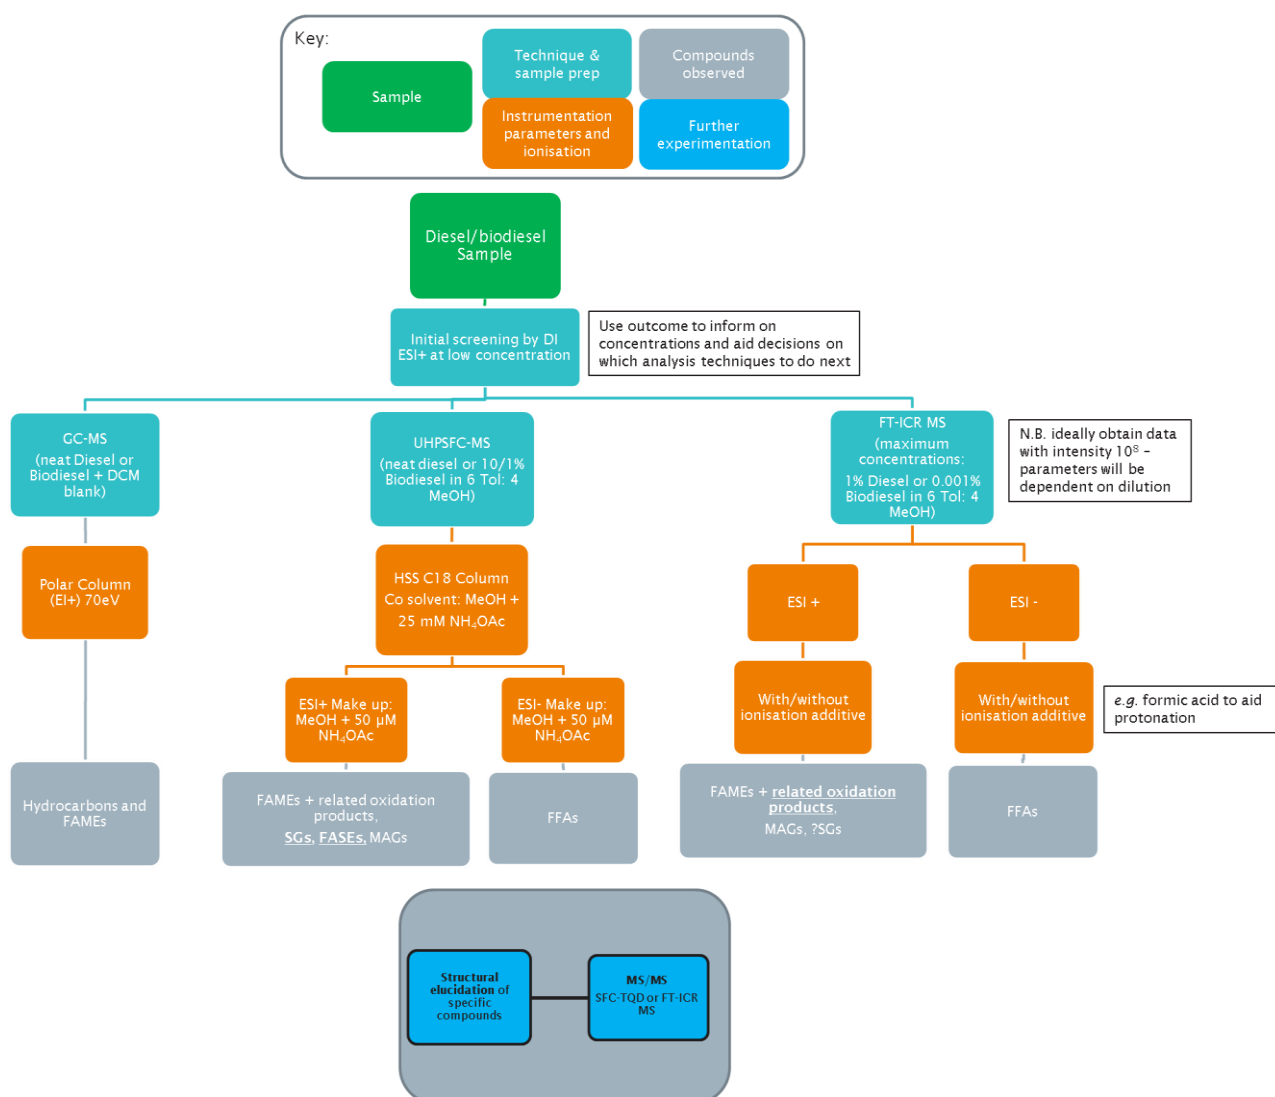 Key:
Sample
Technique &
sample prep
Compounds
observed
Instrumentation
parameters and
ionisation
Further
experimentation
Diesel/biodiesel
Sample
Initial screening by DI
ESI+ at low concentration
Use outcome to inform on
concentrations and aid decisions on
which analysis techniques to do next
GC-MS
(neat Diesel or
Biodiesel + DCM
blank)
UHPSFC-MS
(neat diesel or 10/1%
Biodiesel in 6 Tol: 4
MeOH)
FT-ICR MS
(maximum
concentrations:
1% Diesel or 0.001%
Biodiesel in 6 Tol: 4
MeOH)
N.B. ideally obtain data
with intensity 10⁸ –
parameters will be
dependent on dilution
Polar Column
(EI+) 70eV
HSS C18 Column
Co solvent: MeOH +
25 mM NH₄OAc
ESI +
ESI -
ESI+ Make up:
MeOH + 50 µM
NH₄OAc
ESI- Make up:
MeOH + 50 µM
NH₄OAc
With/without
ionisation additive
With/without
ionisation additive
e.g. formic acid to aid
protonation
Hydrocarbons and
FAMEs
FAMEs + related oxidation
products,
SGs, FASEs, MAGs
FFAs
FAMEs + related oxidation
products,
MAGs, ?SGs
FFAs
Structural
elucidation of
specific
compounds
MS/MS
SFC-TQD or FT-ICR
MS